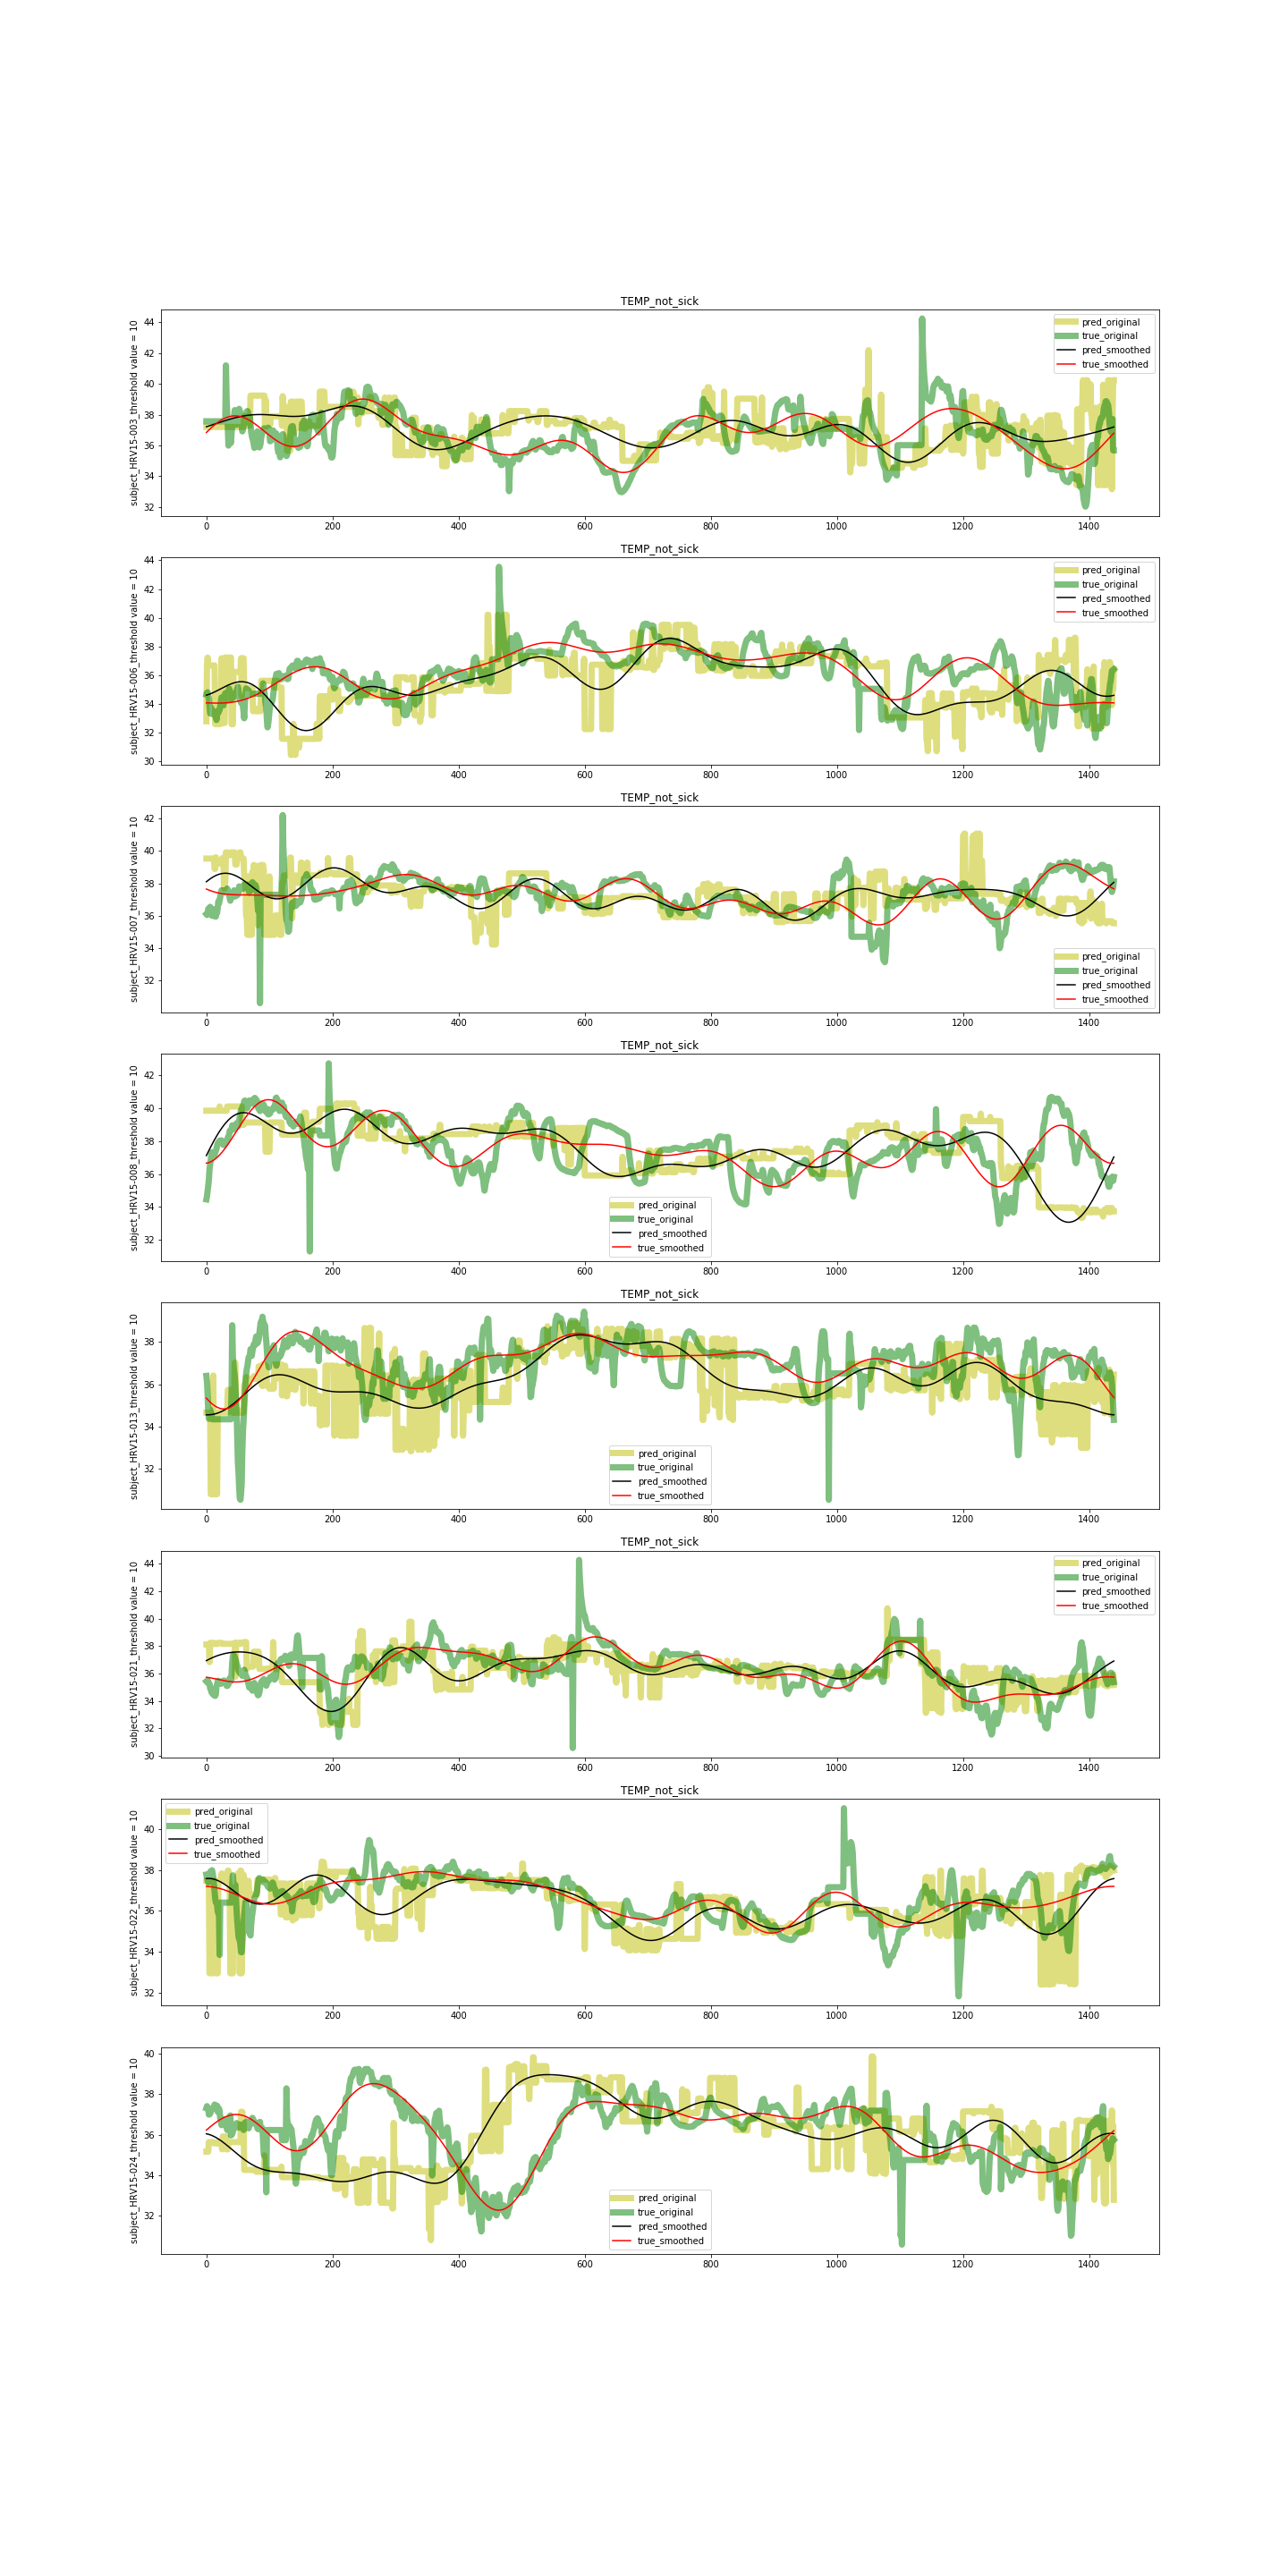 TEMP_not_sick
subject_HRV15-003_threshold value = 10
44
42
40
38
36
34
32
pred_original
true_original
pred_smoothed
true_smoothed
0 200 400 600 800 1000 1200 1400
TEMP_not_sick
subject_HRV15-006_threshold value = 10
44
42
40
38
36
34
32
30
pred_original
true_original
pred_smoothed
true_smoothed
0 200 400 600 800 1000 1200 1400
TEMP_not_sick
subject_HRV15-007_threshold value = 10
42
40
38
36
34
32
pred_original
true_original
pred_smoothed
true_smoothed
0 200 400 600 800 1000 1200 1400
TEMP_not_sick
subject_HRV15-008_threshold value = 10
42
40
38
36
34
32
pred_original
true_original
pred_smoothed
true_smoothed
0 200 400 600 800 1000 1200 1400
TEMP_not_sick
subject_HRV15-013_threshold value = 10
38
36
34
32
pred_original
true_original
pred_smoothed
true_smoothed
0 200 400 600 800 1000 1200 1400
TEMP_not_sick
subject_HRV15-021_threshold value = 10
44
42
40
38
36
34
32
30
pred_original
true_original
pred_smoothed
true_smoothed
0 200 400 600 800 1000 1200 1400
TEMP_not_sick
subject_HRV15-022_threshold value = 10
40
38
36
34
32
pred_original
true_original
pred_smoothed
true_smoothed
0 200 400 600 800 1000 1200 1400
subject_HRV15-024_threshold value = 10
40
38
36
34
32
pred_original
true_original
pred_smoothed
true_smoothed
0 200 400 600 800 1000 1200 1400